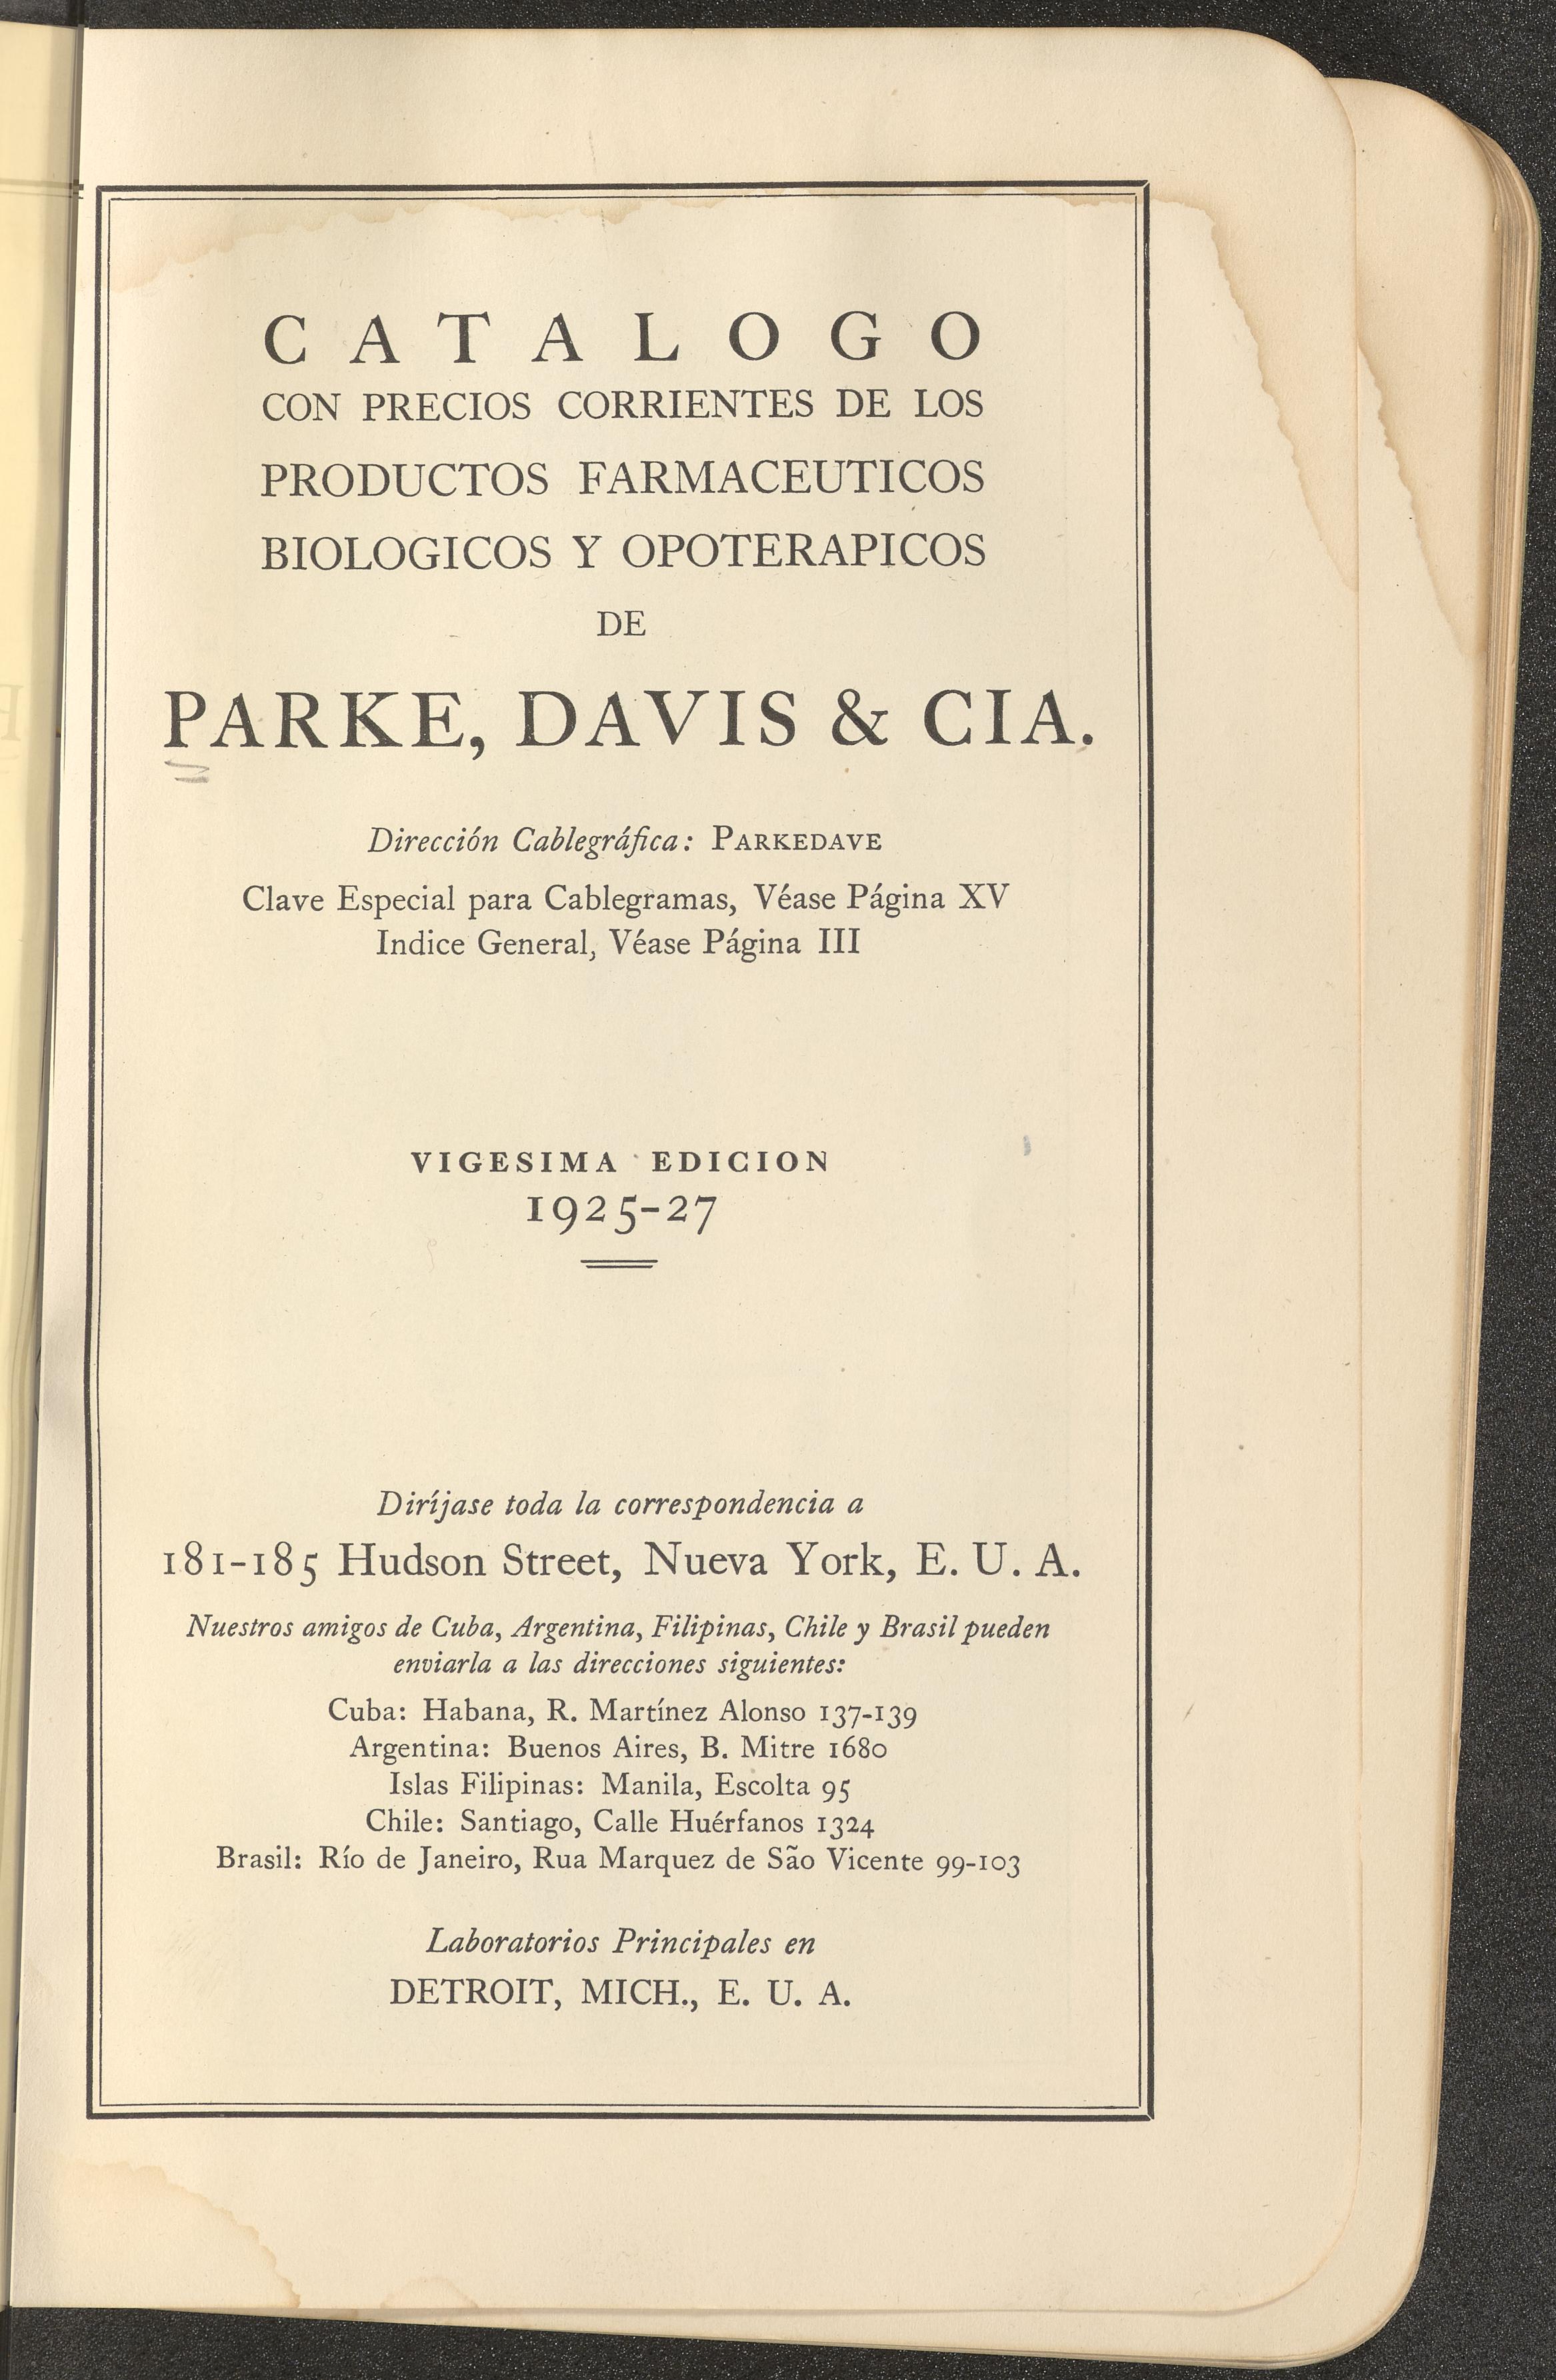 CATALOGO
CON PRECIOS CORRIENTES DE LOS
PRODUCTOS FARMACEUTICOS
BIOLOGICOS Y OPOTERAPICOS
DE
PARKE, DAVIS & CIA.
Dirección Cablegráfica: PARKEDAVE
Clave Especial para Cablegramas, Véase Página XV
Indice General, Véase Página III
VIGESIMA EDICION
1925-27
Diríjase toda la correspondencia a
181-185 Hudson Street, Nueva York, E. U. A.
Nuestros amigos de Cuba, Argentina, Filipinas, Chile y Brasil pueden
enviarla a las direcciones siguientes:
Cuba: Habana, R. Martínez Alonso 137-139
Argentina: Buenos Aires, B. Mitre 1680
Islas Filipinas: Manila, Escolta 95
Chile: Santiago, Calle Huérfanos 1324
Brasil: Río de Janeiro, Rua Marquez de São Vicente 99-103
Laboratorios Principales en
DETROIT, MICH., E. U. A.